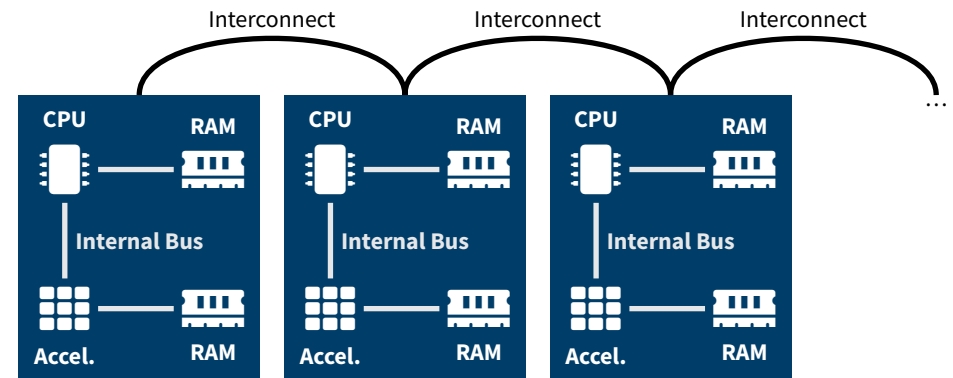 Interconnect
Interconnect
Interconnect
...
CPU
RAM
Internal Bus
Accel.
RAM
CPU
RAM
Internal Bus
Accel.
RAM
CPU
RAM
Internal Bus
Accel.
RAM